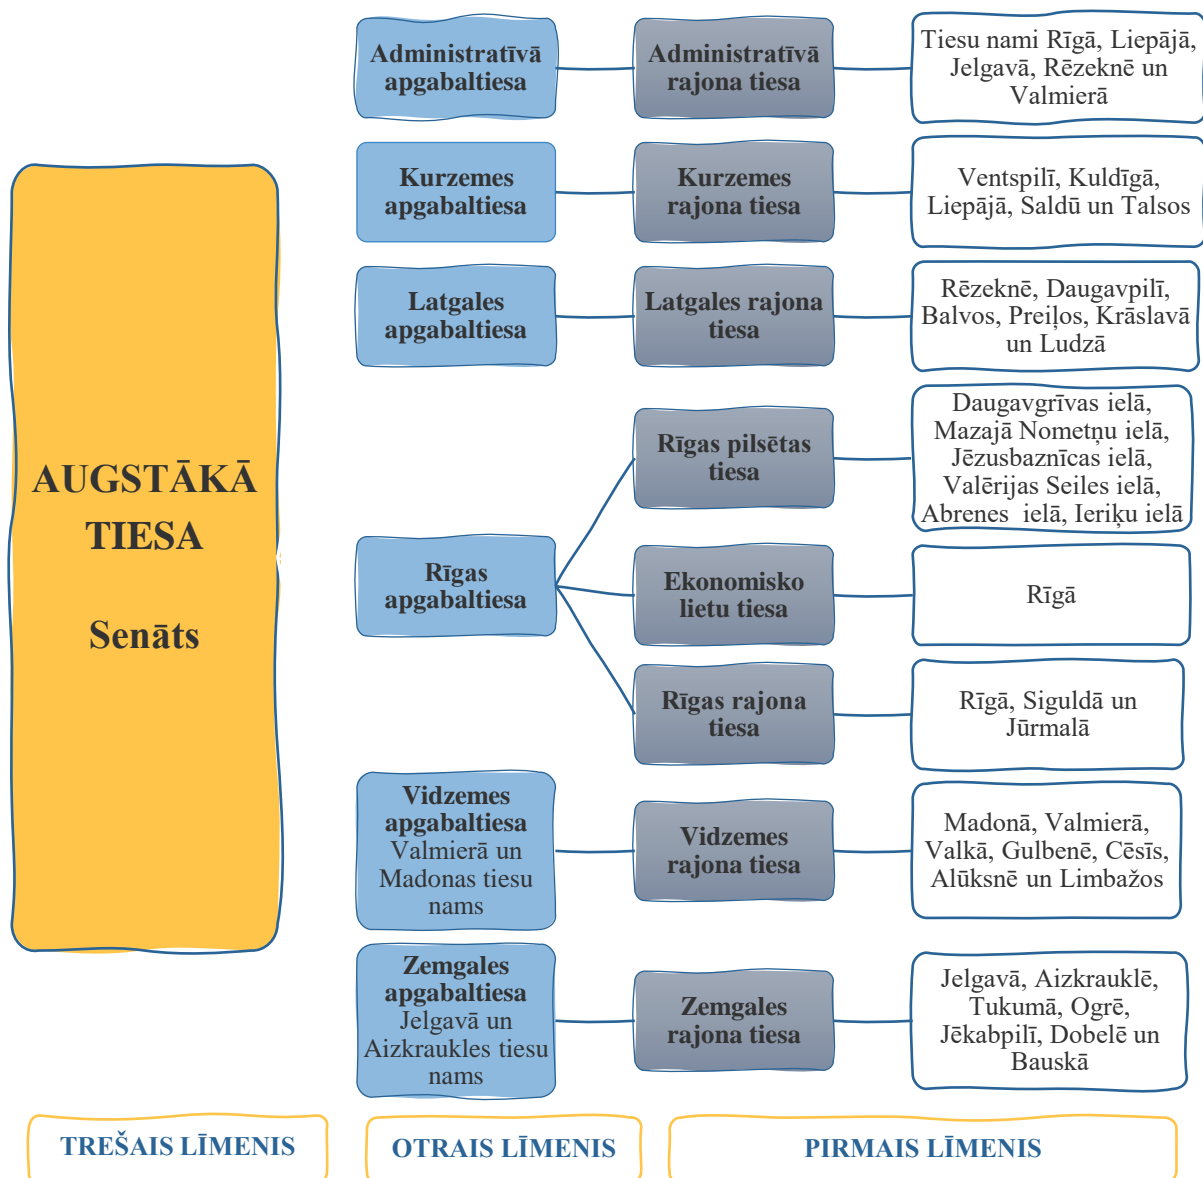 AUGSTĀKĀ
TIESA
Senāts
Administratīvā
apgabaltiesa
Administratīvā
rajona tiesa
Tiesu nami Rīgā, Liepājā,
Jelgavā, Rēzeknē un
Valmierā
Kurzemes
apgabaltiesa
Kurzemes
rajona tiesa
Ventspilī, Kuldīgā,
Liepājā, Saldū un Talsos
Latgales
apgabaltiesa
Latgales rajona
tiesa
Rēzeknē, Daugavpilī,
Balvos, Preiļos, Krāslavā
un Ludzā
Rīgas
apgabaltiesa
Rīgas pilsētas
tiesa
Daugavgrīvas ielā,
Mazajā Nometņu ielā,
Jēzusbaznīcas ielā,
Valērijas Seiles ielā,
Abrenes  ielā, Ieriķu ielā
Ekonomisko
lietu tiesa
Rīgā
Rīgas rajona
tiesa
Rīgā, Siguldā un
Jūrmalā
Vidzemes
apgabaltiesa
Valmierā un
Madonas tiesu
nams
Vidzemes
rajona tiesa
Madonā, Valmierā,
Valkā, Gulbenē, Cēsīs,
Alūksnē un Limbažos
Zemgales
apgabaltiesa
Jelgavā un
Aizkraukles tiesu
nams
Zemgales
rajona tiesa
Jelgavā, Aizkrauklē,
Tukumā, Ogrē,
Jēkabpilī, Dobelē un
Bauskā
TREŠAIS LĪMENIS
OTRAIS LĪMENIS
PIRMAIS LĪMENIS